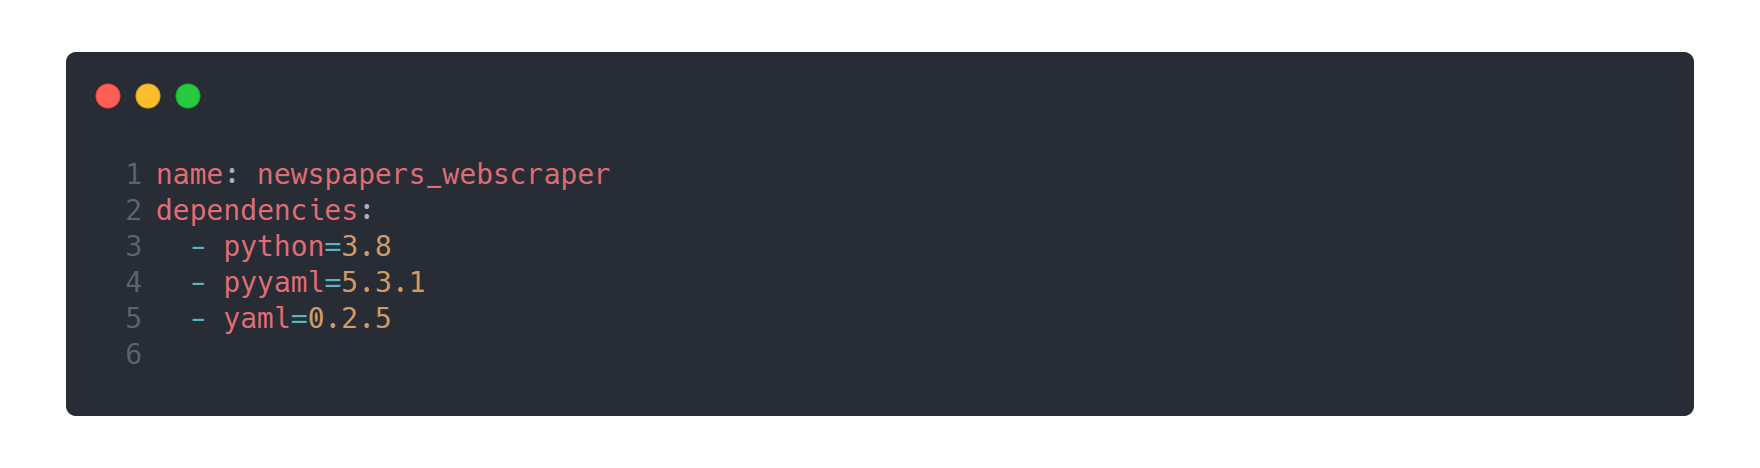 1 name: newspapers_webscraper
2 dependencies:
3   - python=3.8
4   - pyyaml=5.3.1
5   - yaml=0.2.5
6